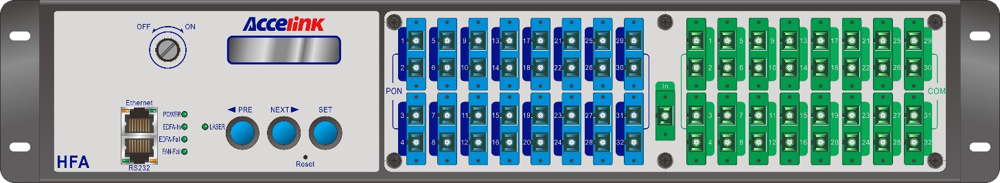 OFF ON
Accelink
Ethernet
POWER
EDFA-In
EDFA-Fail
FAN-Fail
RS232
LASER
◀ PRE NEXT ▶ SET
Reset
HFA
1 5 9 13 17 21 25 29
2 6 10 14 18 22 26 30
PON
3 7 11 15 19 23 27 31
4 8 12 16 20 24 28 32
In
1 5 9 13 17 21 25 29
2 6 10 14 18 22 26 30
COM
3 7 11 15 19 23 27 31
4 8 12 16 20 24 28 32